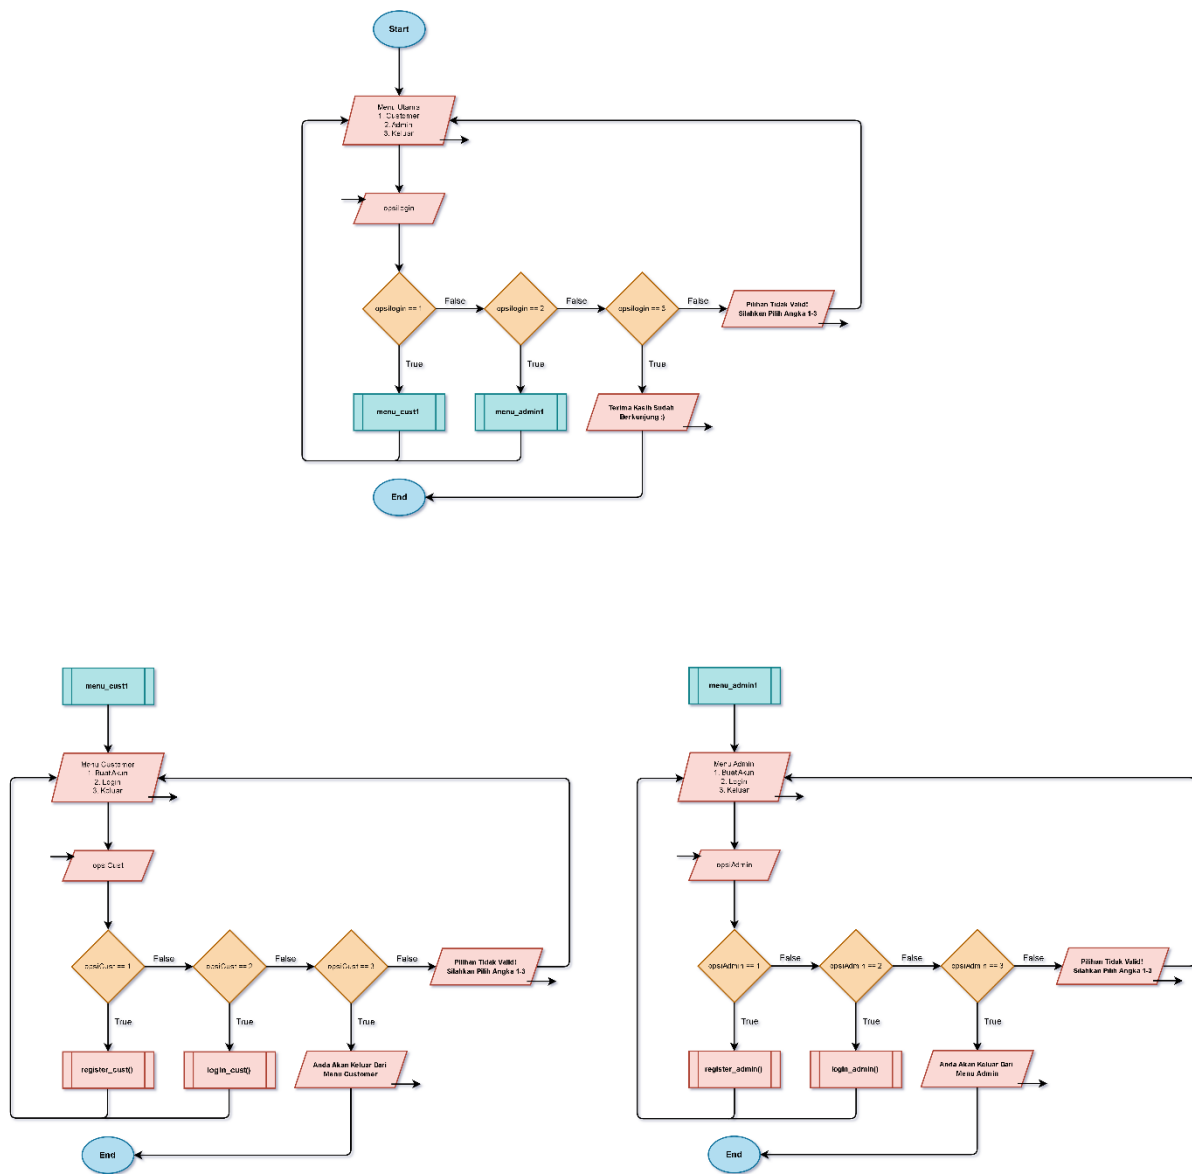 Start
Menu Utama
1. Customer
2. Admin
3. Keluar
opsilogin
opsilogin == 1
False
opsilogin == 2
False
opsilogin == 3
False
Pilihan Tidak Valid!
Silahkan Pilih Angka 1-3
True
True
True
menu_cust1
menu_admin1
Terima Kasih Sudah
Berkunjung :)
End
menu_cust1
Menu Customer
1. Buat Akun
2. Login
3. Keluar
opsiCust
opsiCust == 1
False
opsiCust == 2
False
opsiCust == 3
False
Pilihan Tidak Valid!
Silahkan Pilih Angka 1-3
True
True
True
register_cust()
login_cust()
Anda Akan Keluar Dari
Menu Customer
End
menu_admin1
Menu Admin
1. Buat Akun
2. Login
3. Keluar
opsiAdmin
opsiAdmin == 1
False
opsiAdmin == 2
False
opsiAdmin == 3
False
Pilihan Tidak Valid!
Silahkan Pilih Angka 1-3
True
True
True
register_admin()
login_admin()
Anda Akan Keluar Dari
Menu Admin
End